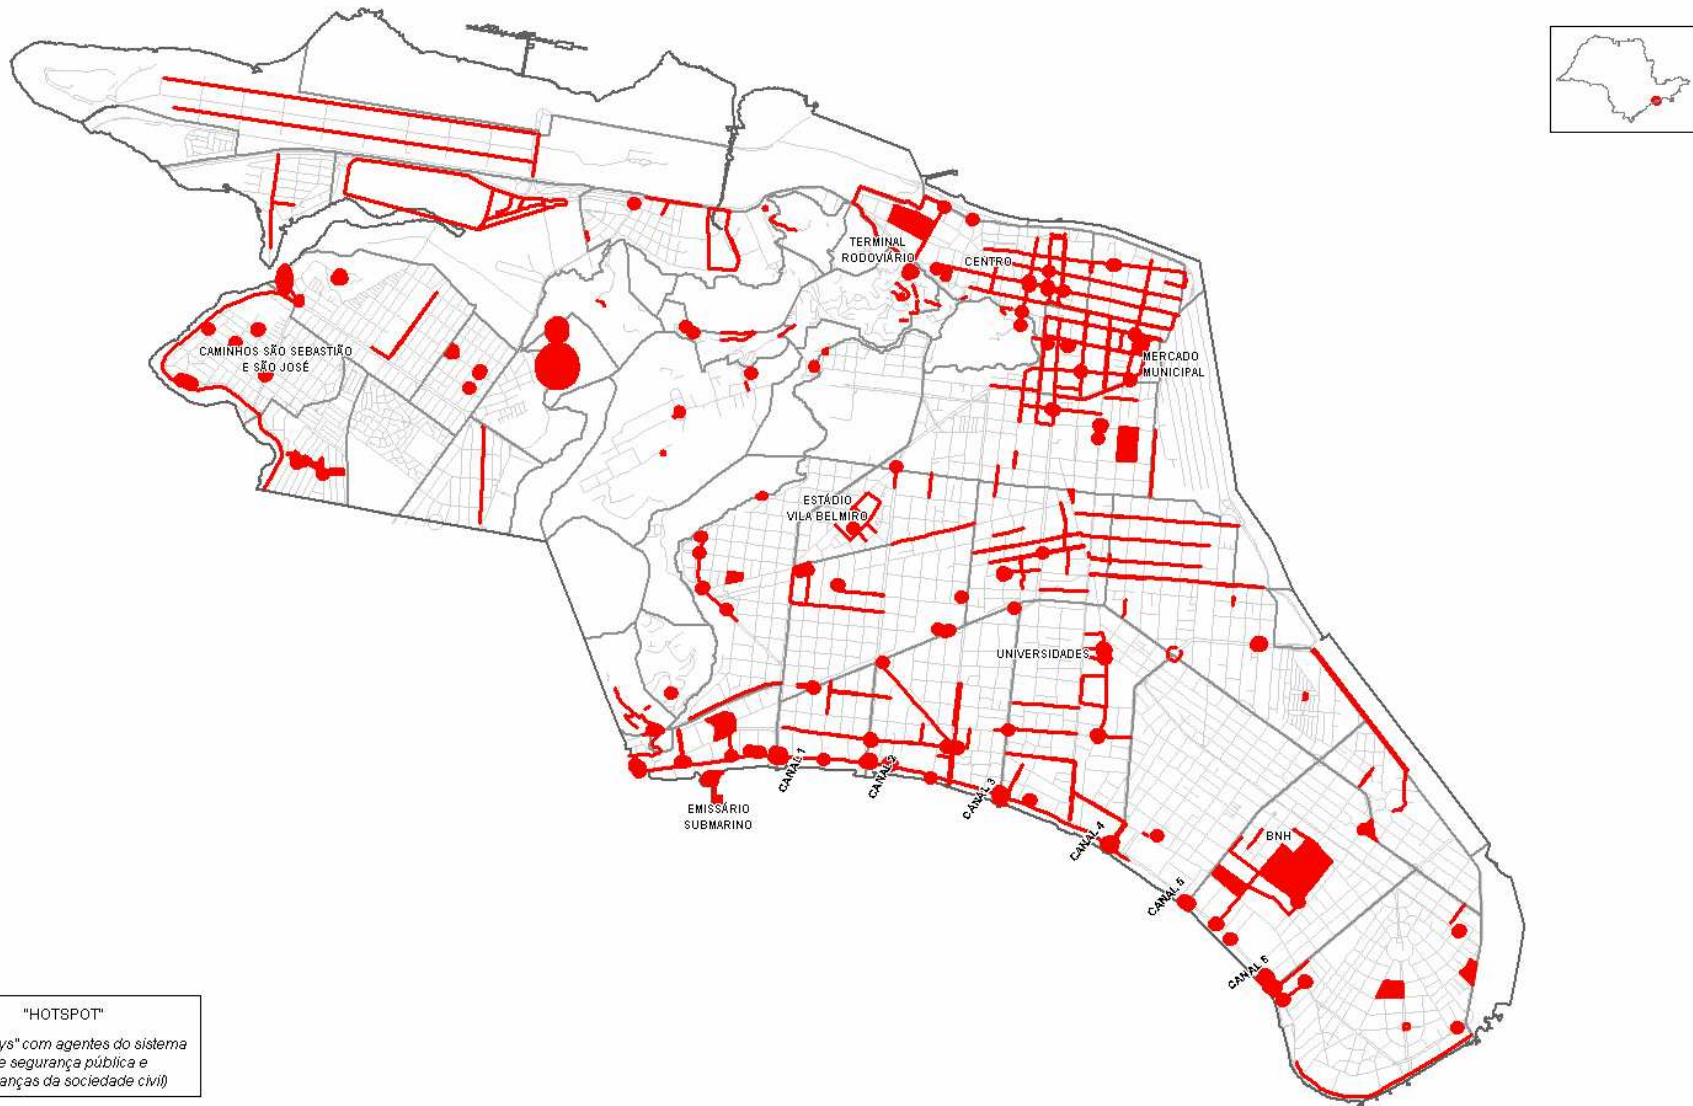 TERMINAL
RODOVIÁRIO
CENTRO
CAMINHOS SÃO SEBASTIÃO
E SÃO JOSÉ
MERCADO
MUNICIPAL
ESTÁDIO
VILA BELMIRO
UNIVERSIDADES
CANAL 1
CANAL 2
CANAL 3
EMISSÁRIO
SUBMARINO
CANAL 4
BNH
CANAL 5
CANAL 6
"HOTSPOT"
ys" com agentes do sistema
e segurança pública e
anças da sociedade civil)